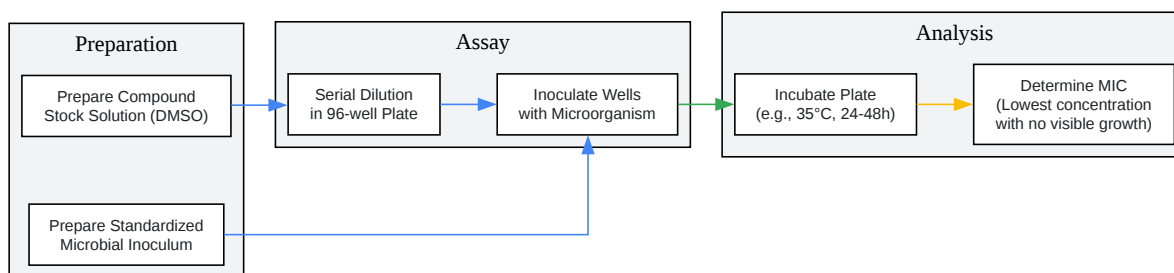 Preparation
Prepare Compound
Stock Solution (DMSO)
Prepare Standardized
Microbial Inoculum
Assay
Serial Dilution
in 96-well Plate
Inoculate Wells
with Microorganism
Analysis
Incubate Plate
(e.g., 35°C, 24-48h)
Determine MIC
(Lowest concentration
with no visible growth)